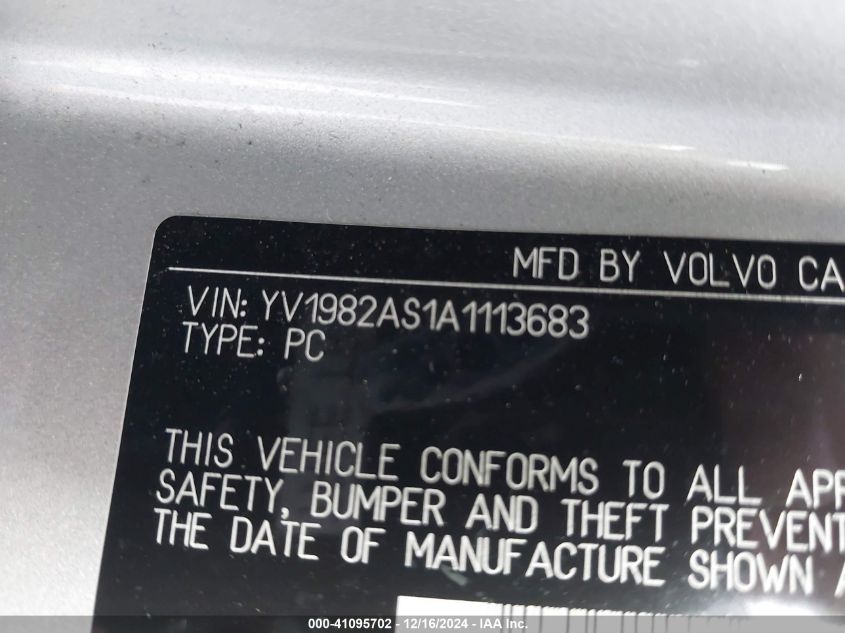 MFD BY VOLVO CA
VIN: YV1982AS1A1113683
TYPE: PC
THIS VEHICLE CONFORMS TO ALL APP
SAFETY, BUMPER AND THEFT PREVENT
THE DATE OF MANUFACTURE SHOWN A
000-41095702 - 12/16/2024 - IAA Inc.